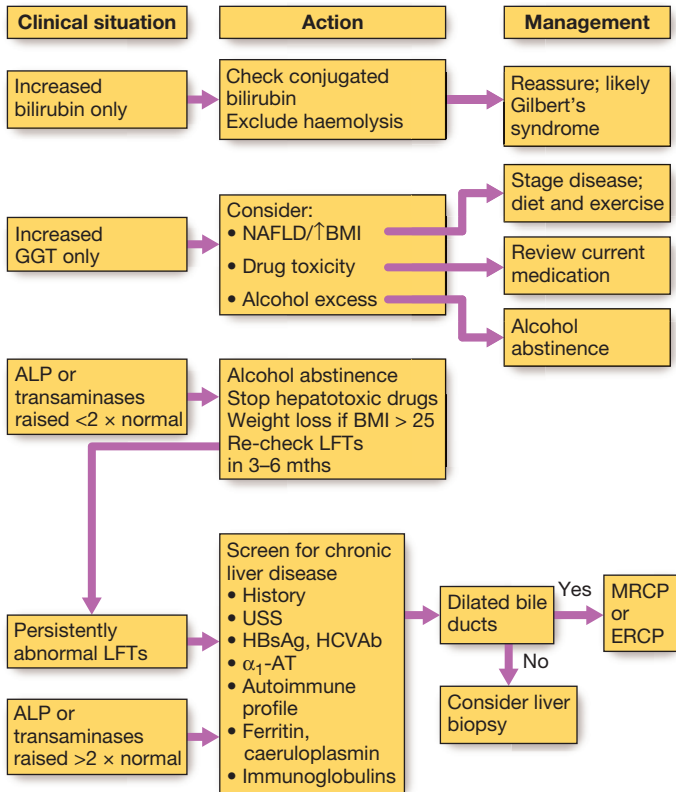 Clinical situation
Action
Management
Increased
bilirubin only
Check conjugated
bilirubin
Exclude haemolysis
Reassure; likely
Gilbert's
syndrome
Increased
GGT only
Consider:
• NAFLD/↑BMI
• Drug toxicity
• Alcohol excess
Stage disease;
diet and exercise
Review current
medication
Alcohol
abstinence
ALP or
transaminases
raised <2 × normal
Alcohol abstinence
Stop hepatotoxic drugs
Weight loss if BMI > 25
Re-check LFTs
in 3–6 mths
Persistently
abnormal LFTs
ALP or
transaminases
raised >2 × normal
Screen for chronic
liver disease
• History
• USS
• HBsAg, HCVAb
• α₁-AT
• Autoimmune
profile
• Ferritin,
caeruloplasmin
• Immunoglobulins
Dilated bile
ducts
Yes
MRCP
or
ERCP
No
Consider liver
biopsy